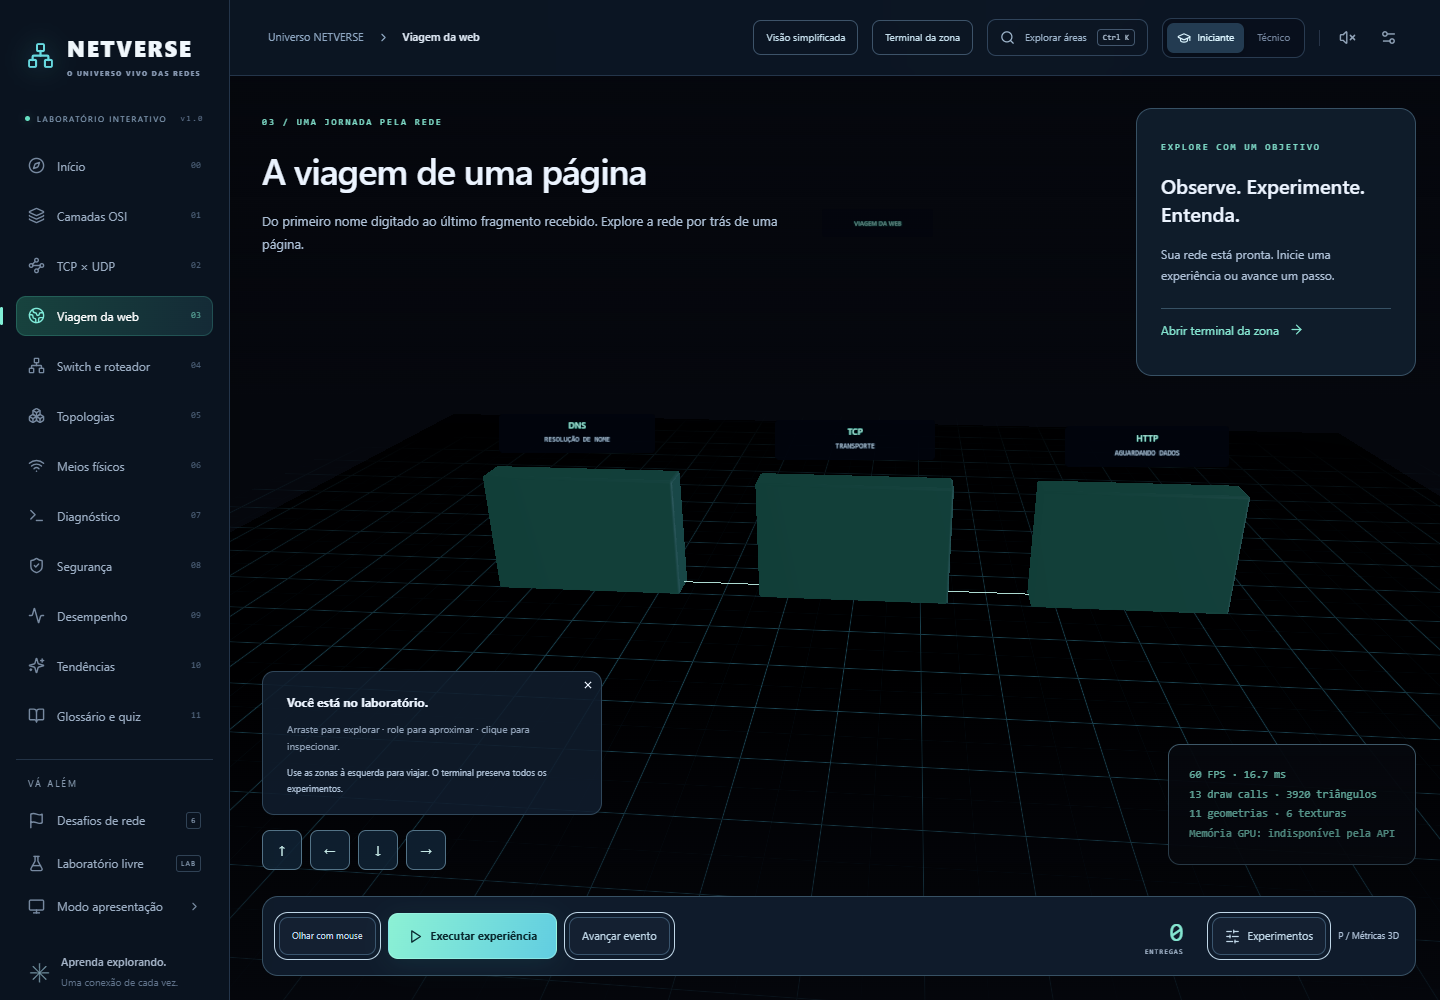 NETVERSE
O UNIVERSO VIVO DAS REDES
LABORATÓRIO INTERATIVO v1.0
Início 00
Camadas OSI 01
TCP × UDP 02
Viagem da web 03
Switch e roteador 04
Topologias 05
Meios físicos 06
Diagnóstico 07
Segurança 08
Desempenho 09
Tendências 10
Glossário e quiz 11
VÁ ALÉM
Desafios de rede 6
Laboratório livre LAB
Modo apresentação
Aprenda explorando.
Uma conexão de cada vez.
Universo NETVERSE > Viagem da web
Visão simplificada
Terminal da zona
Explorar áreas Ctrl K
Iniciante
Técnico
03 / UMA JORNADA PELA REDE
A viagem de uma página
Do primeiro nome digitado ao último fragmento recebido. Explore a rede por trás de uma
página.
VIAGEM DA WEB
EXPLORE COM UM OBJETIVO
Observe. Experimente.
Entenda.
Sua rede está pronta. Inicie uma
experiência ou avance um passo.
Abrir terminal da zona →
DNS
RESOLUÇÃO DE NOME
TCP
TRANSPORTE
HTTP
AGUARDANDO DADOS
Você está no laboratório. ×
Arraste para explorar · role para aproximar · clique para
inspecionar.
Use as zonas à esquerda para viajar. O terminal preserva todos os
experimentos.
↑ ← ↓ →
60 FPS · 16.7 ms
13 draw calls · 3920 triângulos
11 geometrias · 6 texturas
Memória GPU: indisponível pela API
Olhar com mouse
Executar experiência
Avançar evento
0
ENTREGAS
Experimentos
P / Métricas 3D